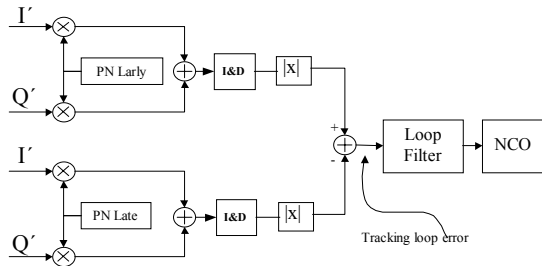 I´
PN Larly
I&D
|x|
Q´
+
-
Loop
Filter
NCO
I´
PN Late
I&D
|x|
Q´
Tracking loop error